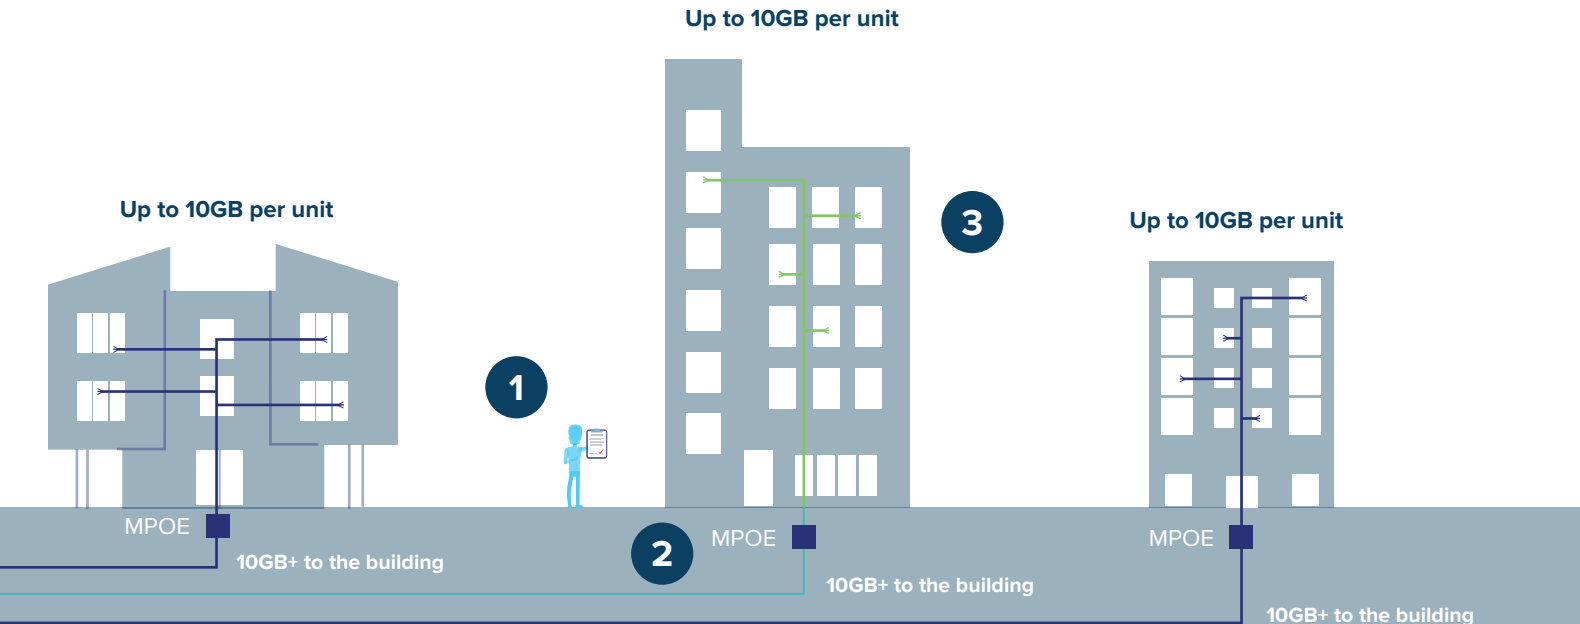 Up to 10GB per unit
Up to 10GB per unit
3
Up to 10GB per unit
1
MPOE
10GB+ to the building
2
MPOE
10GB+ to the building
MPOE
10GB+ to the building